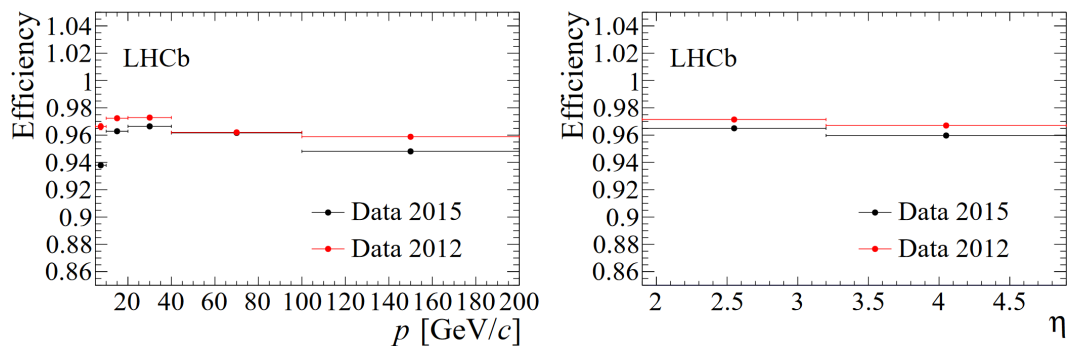 Efficiency
1.04
1.02
1
0.98
0.96
0.94
0.92
0.9
0.88
0.86
LHCb
Data 2015
Data 2012
20 40 60 80 100 120 140 160 180 200
p [GeV/c]
Efficiency
1.04
1.02
1
0.98
0.96
0.94
0.92
0.9
0.88
0.86
LHCb
Data 2015
Data 2012
2 2.5 3 3.5 4 4.5
η